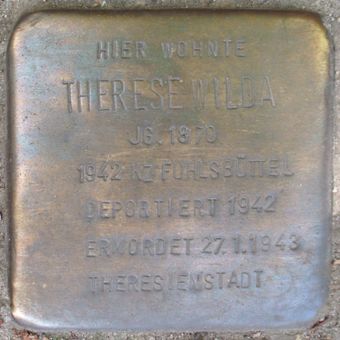 HIER WOHNTE
THERESE WILDA
JG. 1870
1942 KZ FUHLSBÜTTEL
DEPORTIERT 1942
ERMORDET 27.1.1943
THERESIENSTADT